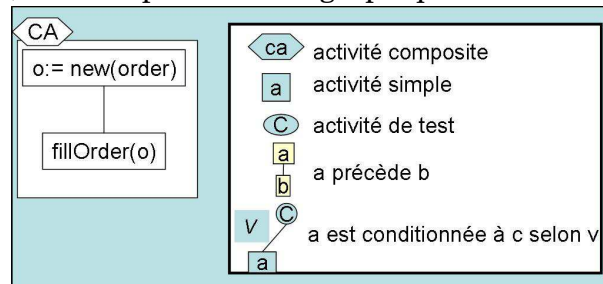 CA
o:= new(order)
fillOrder(o)
ca activité composite
a activité simple
C activité de test
a
b
a précède b
V C
a est conditionnée à c selon v
a